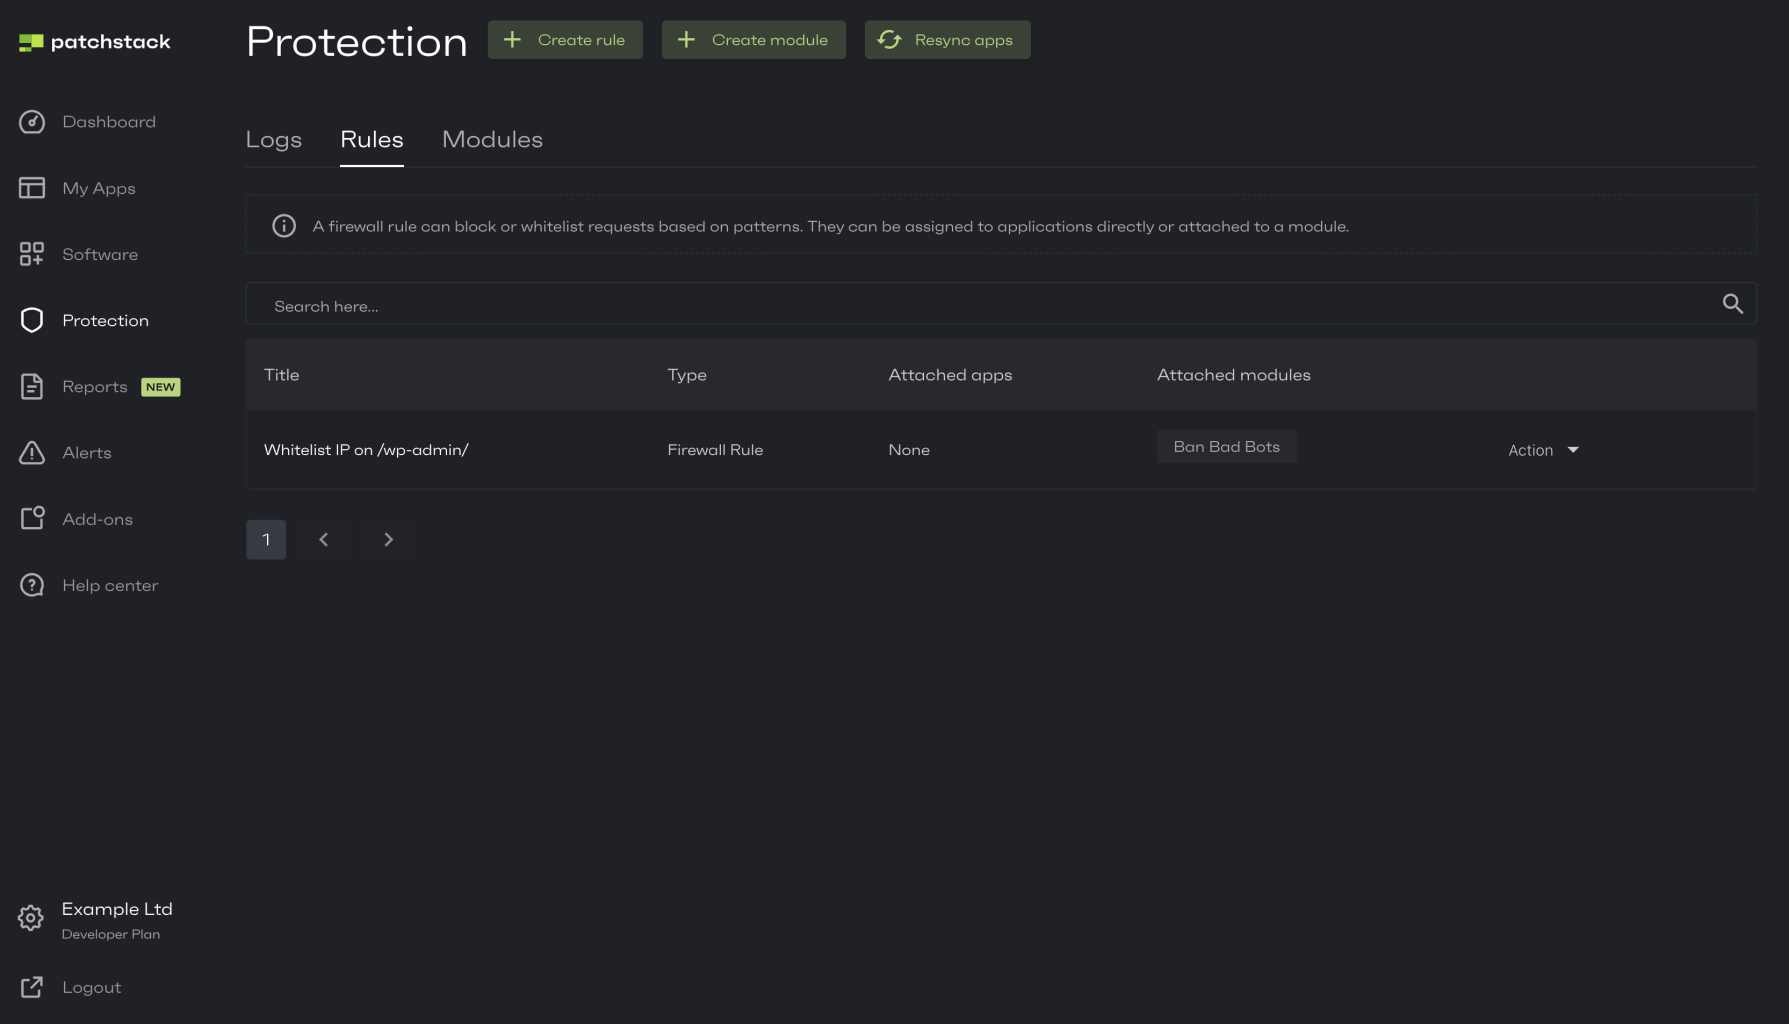 patchstack
Protection
Create rule
Create module
Resync apps
Dashboard
My Apps
Software
Protection
Reports NEW
Alerts
Add-ons
Help center
Example Ltd
Developer Plan
Logout
Logs Rules Modules
A firewall rule can block or whitelist requests based on patterns. They can be assigned to applications directly or attached to a module.
Search here...
Title Type Attached apps Attached modules
Whitelist IP on /wp-admin/ Firewall Rule None Ban Bad Bots Action
1